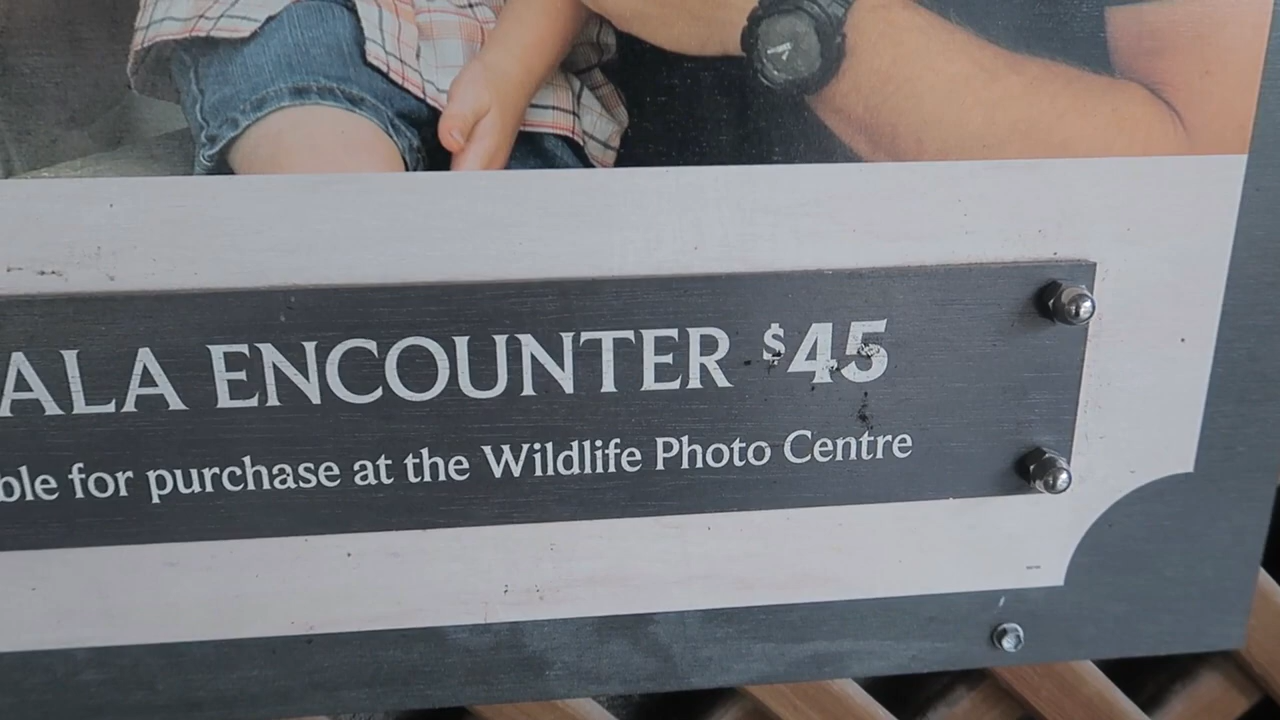 ALA ENCOUNTER $45
ble for purchase at the Wildlife Photo Centre